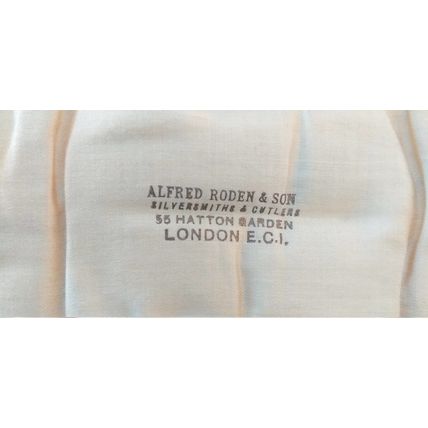 ALFRED RODEN & SON
SILVERSMITHS & CUTLERS
55 HATTON GARDEN
LONDON E.C.1.